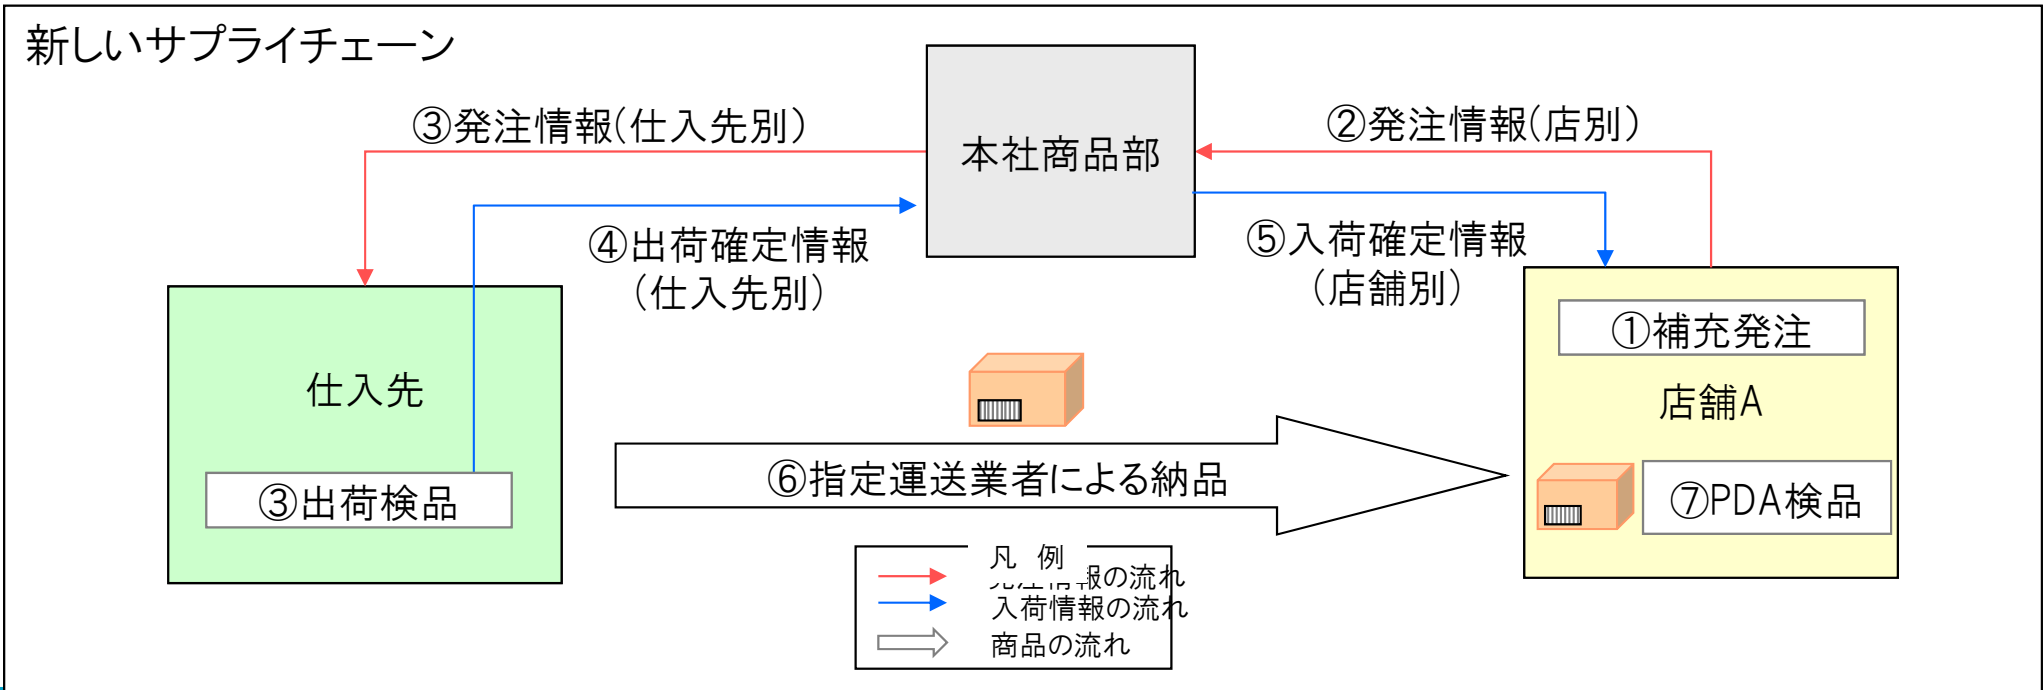 新しいサプライチェーン
本社商品部
③発注情報(仕入先別)
②発注情報(店別)
④出荷確定情報
(仕入先別)
⑤入荷確定情報
(店舗別)
仕入先
③出荷検品
①補充発注
店舗A
⑦PDA検品
⑥指定運送業者による納品
凡 例
報の流れ
入荷情報の流れ
商品の流れ